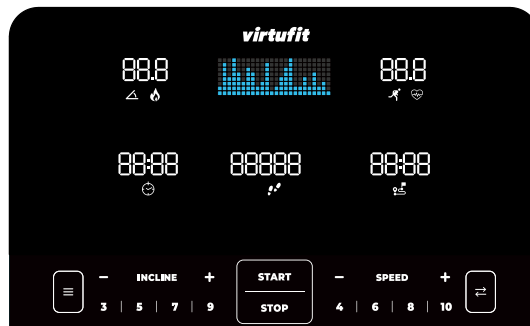 virtufit
88.8
88.8
88:88
88888
88:88
− INCLINE +
START
− SPEED +
3 | 5 | 7 | 9
STOP
4 | 6 | 8 | 10